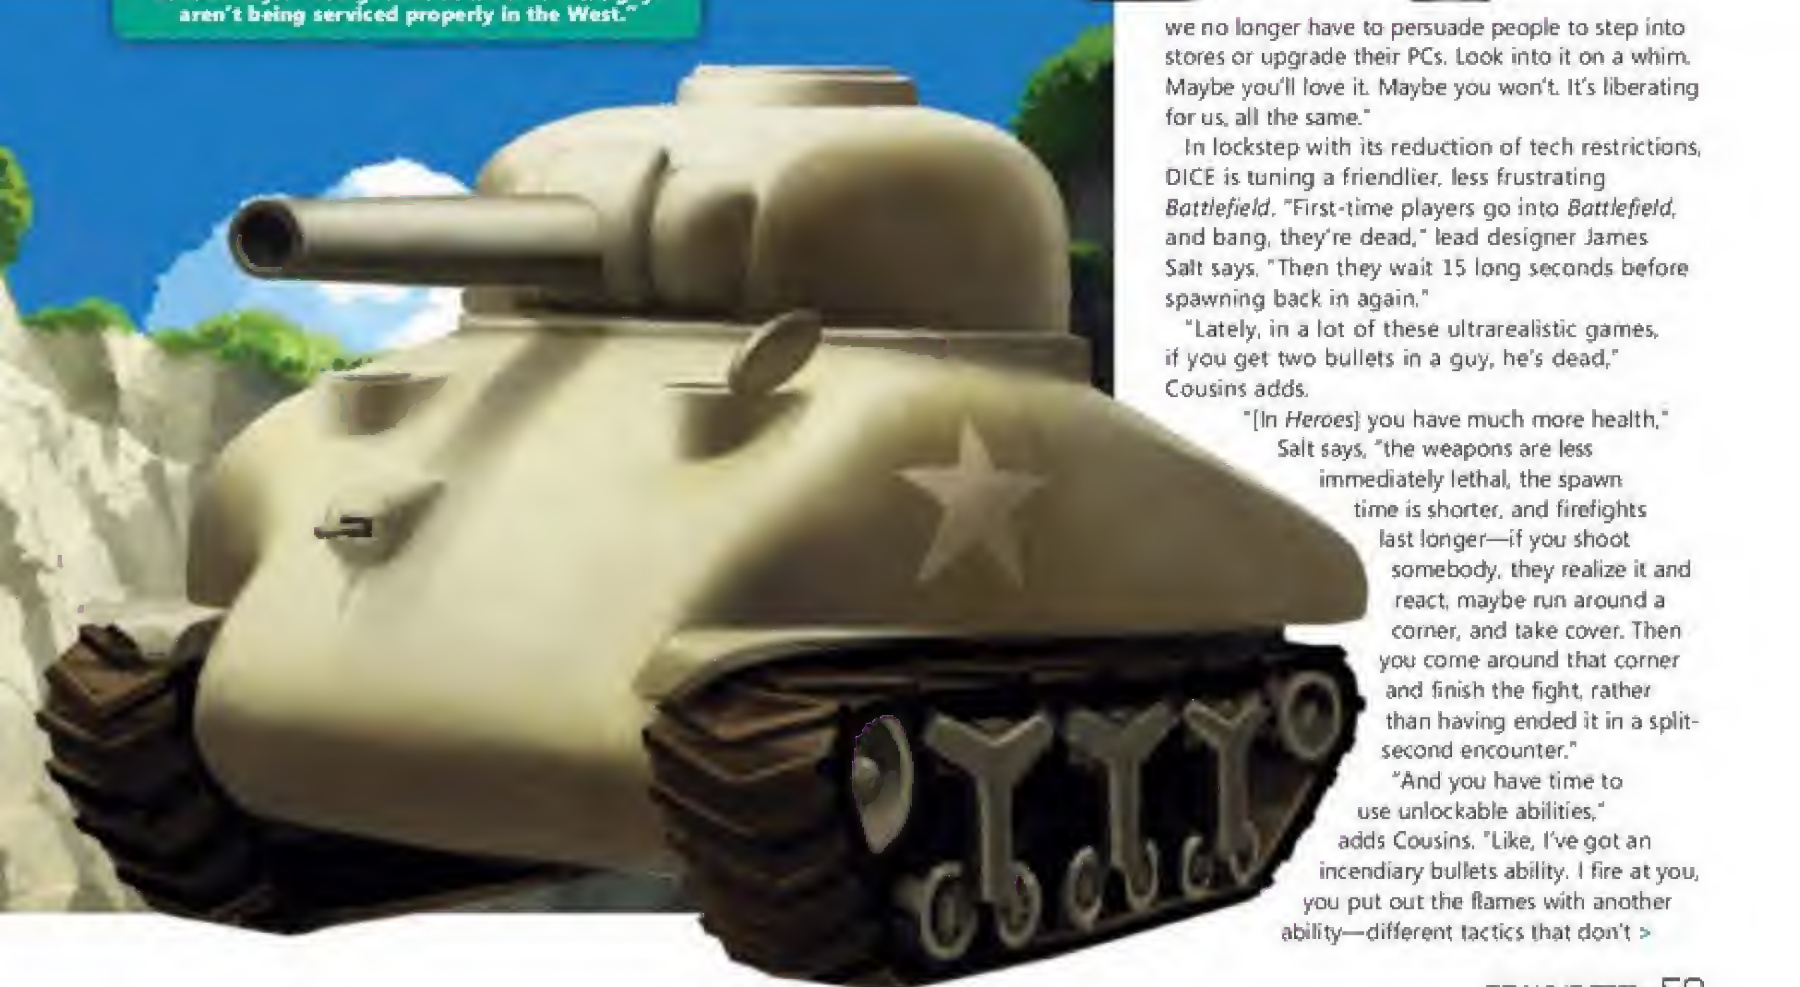 aren't being serviced properly in the West."
we no longer have to persuade people to step into
stores or upgrade their PCs. Look into it on a whim.
Maybe you'll love it. Maybe you won't. It's liberating
for us, all the same."
In lockstep with its reduction of tech restrictions,
DICE is tuning a friendlier, less frustrating
Battlefield. "First-time players go into Battlefield,
and bang, they're dead," lead designer James
Salt says. "Then they wait 15 long seconds before
spawning back in again."
"Lately, in a lot of these ultrarealistic games,
if you get two bullets in a guy, he's dead,"
Cousins adds.
"[In Heroes] you have much more health,"
Salt says, "the weapons are less
immediately lethal, the spawn
time is shorter, and firefights
last longer—if you shoot
somebody, they realize it and
react, maybe run around a
corner, and take cover. Then
you come around that corner
and finish the fight, rather
than having ended it in a split-
second encounter."
"And you have time to
use unlockable abilities,"
adds Cousins. "Like, I've got an
incendiary bullets ability. I fire at you,
you put out the flames with another
ability—different tactics that don't >